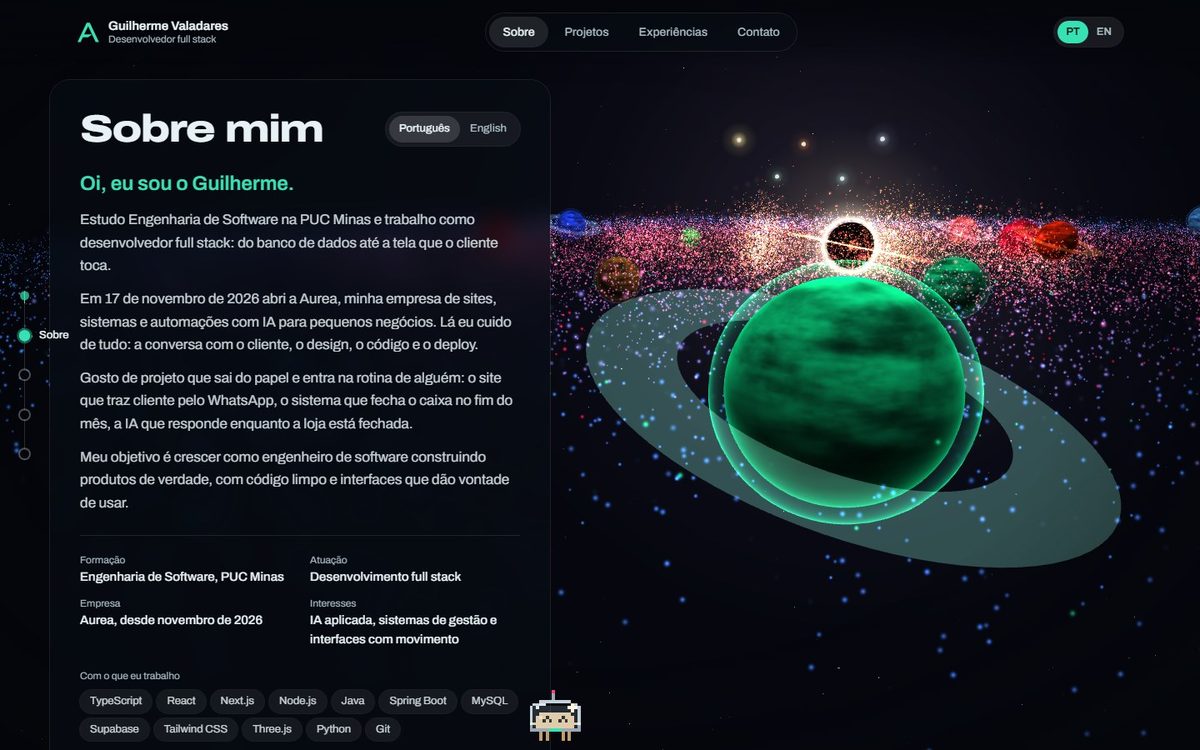 Guilherme Valadares
Desenvolvedor full stack
Sobre
Projetos
Experiências
Contato
PT
EN
Sobre mim
Português
English
Oi, eu sou o Guilherme.
Estudo Engenharia de Software na PUC Minas e trabalho como
desenvolvedor full stack: do banco de dados até a tela que o cliente
toca.
Em 17 de novembro de 2026 abri a Aurea, minha empresa de sites,
sistemas e automações com IA para pequenos negócios. Lá eu cuido
de tudo: a conversa com o cliente, o design, o código e o deploy.
Sobre
Gosto de projeto que sai do papel e entra na rotina de alguém: o site
que traz cliente pelo WhatsApp, o sistema que fecha o caixa no fim do
mês, a IA que responde enquanto a loja está fechada.
Meu objetivo é crescer como engenheiro de software construindo
produtos de verdade, com código limpo e interfaces que dão vontade
de usar.
Formação
Engenharia de Software, PUC Minas
Atuação
Desenvolvimento full stack
Empresa
Aurea, desde novembro de 2026
Interesses
IA aplicada, sistemas de gestão e
interfaces com movimento
Com o que eu trabalho
TypeScript
React
Next.js
Node.js
Java
Spring Boot
MySQL
Supabase
Tailwind CSS
Three.js
Python
Git